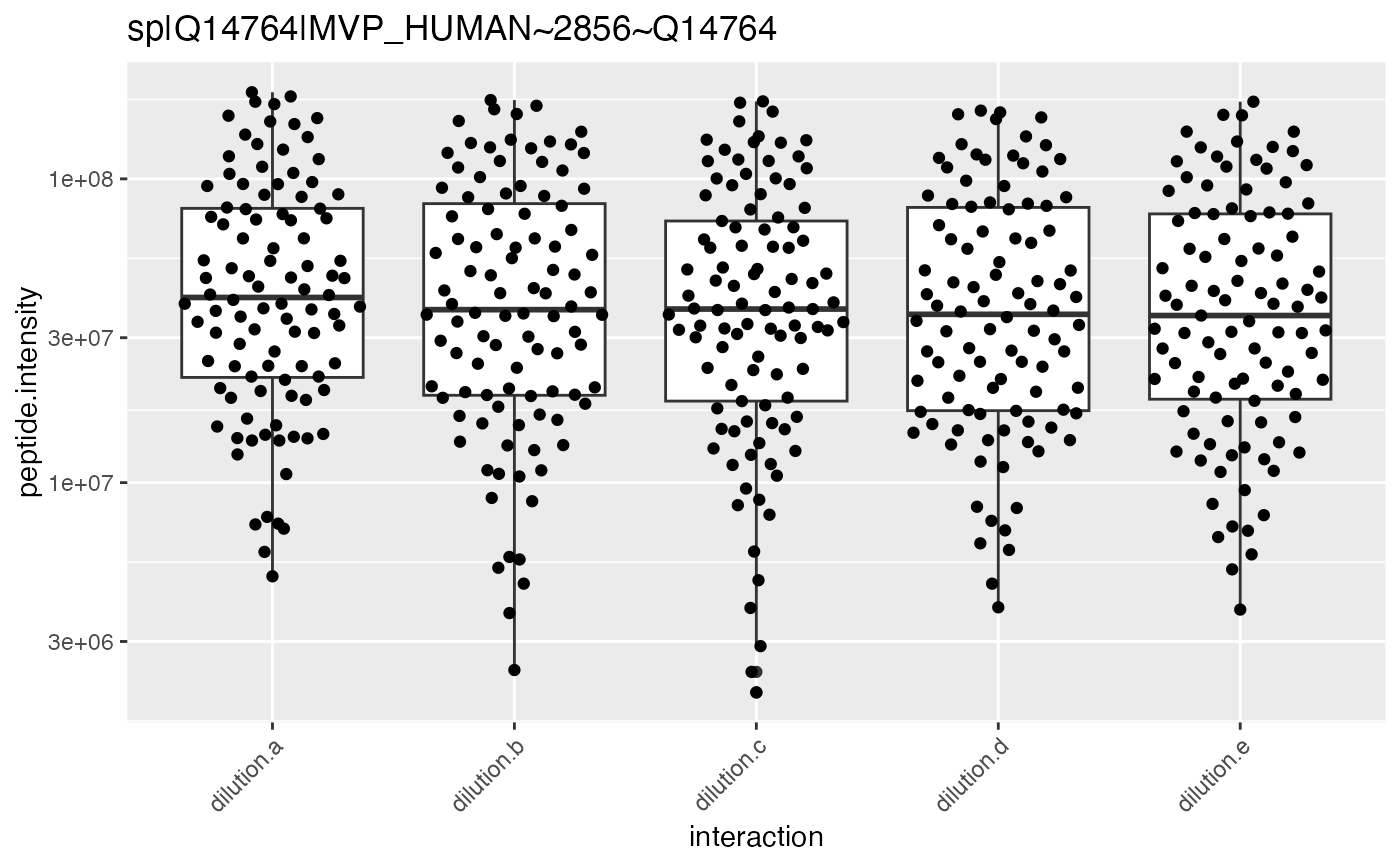 sp|Q14764|MVP_HUMAN~2856~Q14764
peptide.intensity
1e+08
3e+07
1e+07
3e+06
dilution.a
dilution.b
dilution.c
dilution.d
dilution.e
interaction